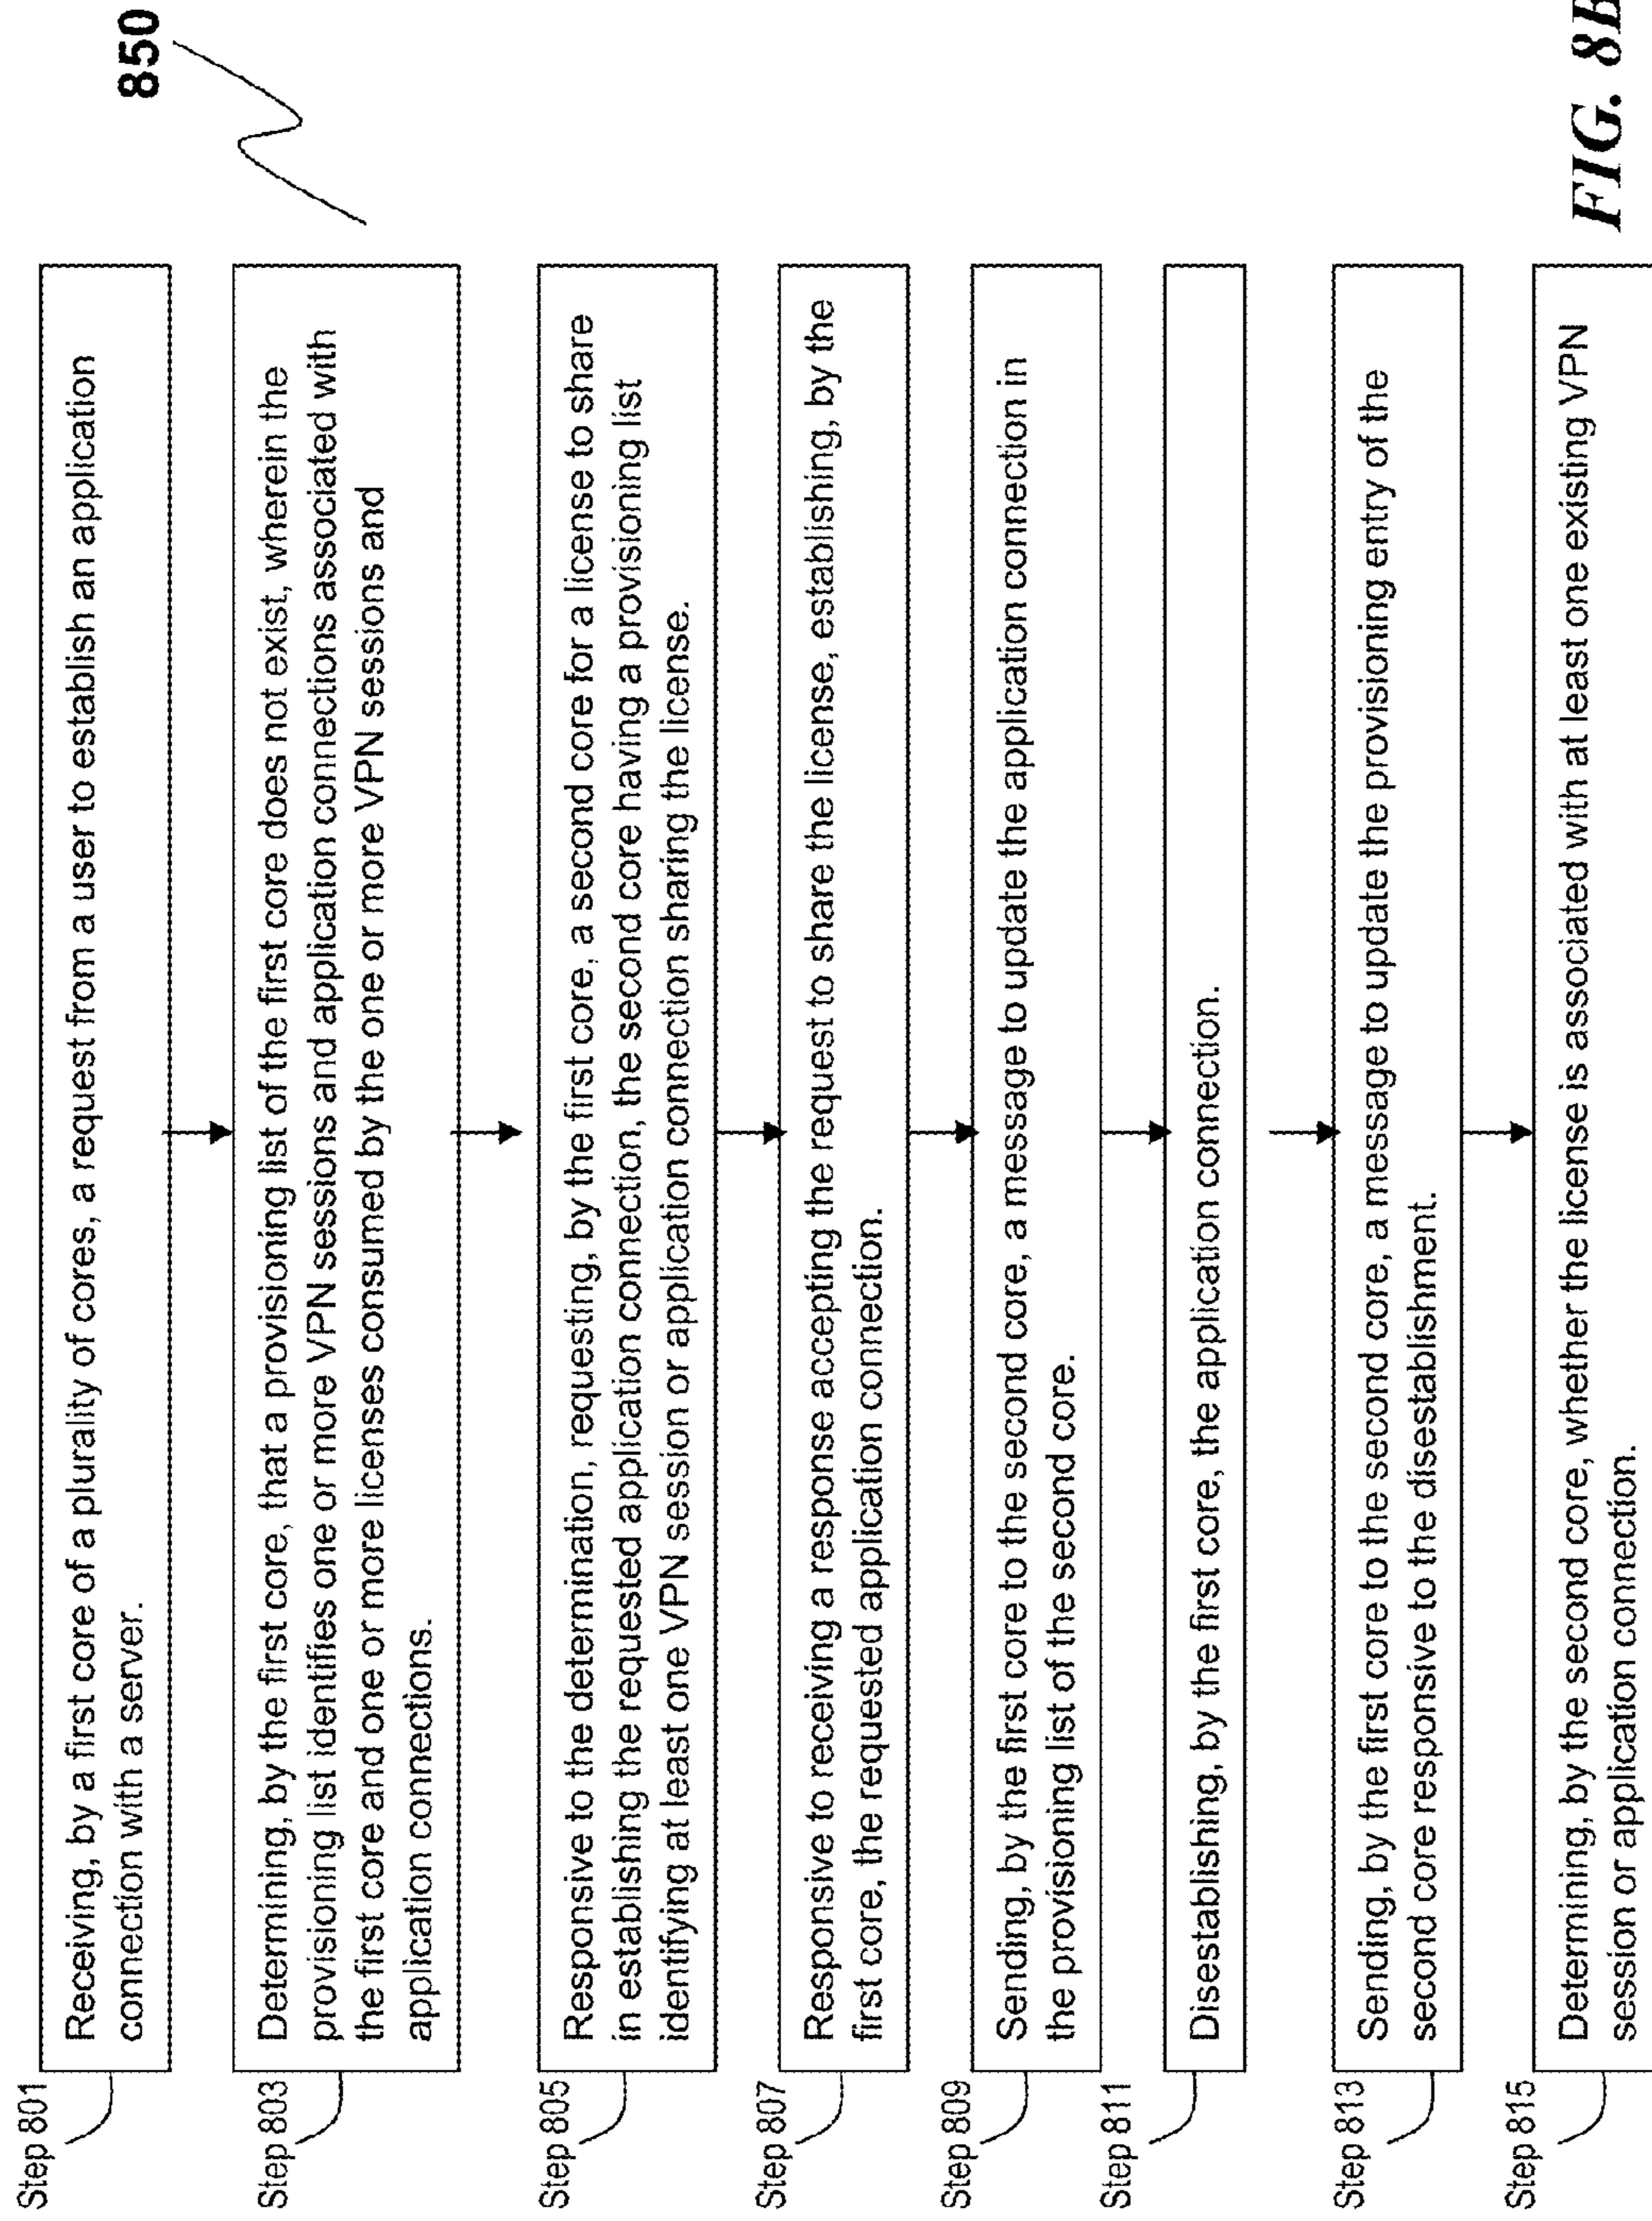 850
Step 801
Receiving, by a first core of a plurality of cores, a request from a user to establish an application
connection with a server.
Step 803
Determining, by the first core, that a provisioning list of the first core does not exist, wherein the
provisioning list identifies one or more VPN sessions and application connections associated with
the first core and one or more licenses consumed by the one or more VPN sessions and
application connections.
Step 805
Responsive to the determination, requesting, by the first core, a second core for a license to share
in establishing the requested application connection, the second core having a provisioning list
identifying at least one VPN session or application connection sharing the license.
Step 807
Responsive to receiving a response accepting the request to share the license, establishing, by the
first core, the requested application connection.
Step 809
Sending, by the first core to the second core, a message to update the application connection in
the provisioning list of the second core.
Step 811
Disestablishing, by the first core, the application connection.
Step 813
Sending, by the first core to the second core, a message to update the provisioning entry of the
second core responsive to the disestablishment.
Step 815
Determining, by the second core, whether the license is associated with at least one existing VPN
session or application connection.
FIG. 8B